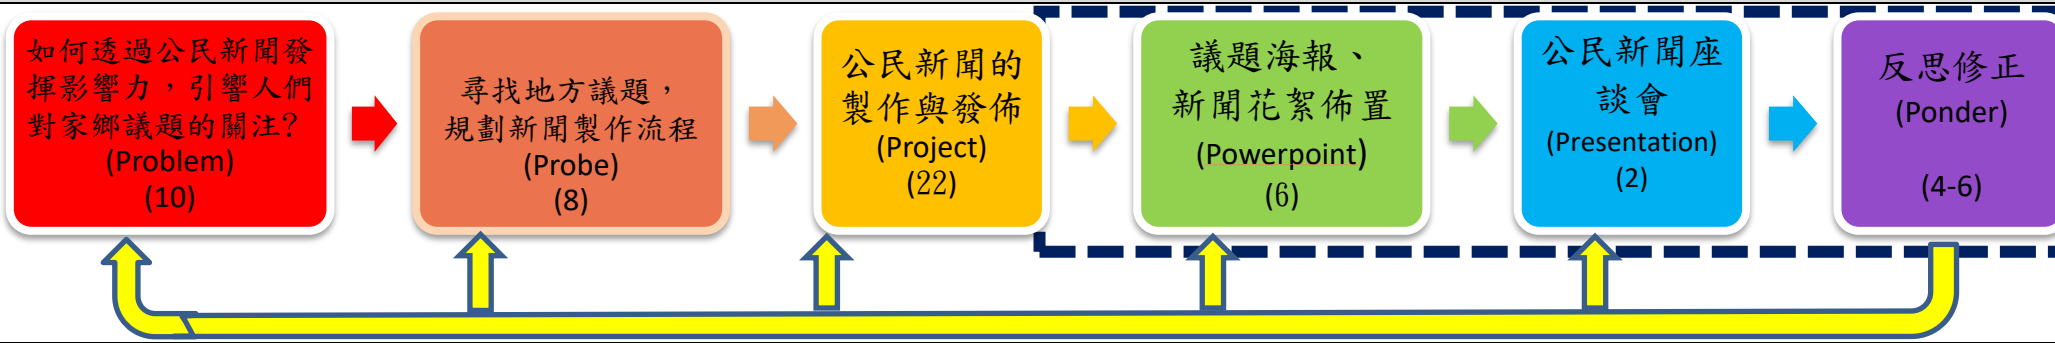 如何透過公民新聞發
揮影響力，引響人們
對家鄉議題的關注?
(Problem)
(10)
尋找地方議題，
規劃新聞製作流程
(Probe)
(8)
公民新聞的
製作與發佈
(Project)
(22)
議題海報、
新聞花絮佈置
(Powerpoint)
(6)
公民新聞座
談會
(Presentation)
(2)
反思修正
(Ponder)
(4-6)